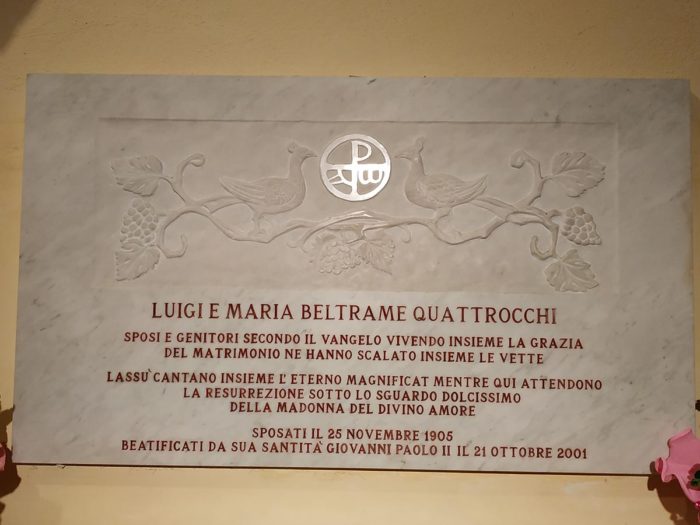 LUIGI E MARIA BELTRAME QUATTROCCHI
SPOSI E GENITORI SECONDO IL VANGELO VIVENDO INSIEME LA GRAZIA
DEL MATRIMONIO NE HANNO SCALATO INSIEME LE VETTE
LASSU' CANTANO INSIEME L'ETERNO MAGNIFICAT MENTRE QUI ATTENDONO
LA RESURREZIONE SOTTO LO SGUARDO DOLCISSIMO
DELLA MADONNA DEL DIVINO AMORE
SPOSATI IL 25 NOVEMBRE 1905
BEATIFICATI DA SUA SANTITA' GIOVANNI PAOLO II IL 21 OTTOBRE 2001